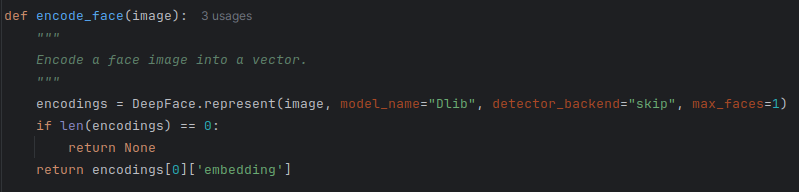 def encode_face(image):  3 usages
    """
    Encode a face image into a vector.
    """
    encodings = DeepFace.represent(image, model_name="Dlib", detector_backend="skip", max_faces=1)
    if len(encodings) == 0:
        return None
    return encodings[0]['embedding']